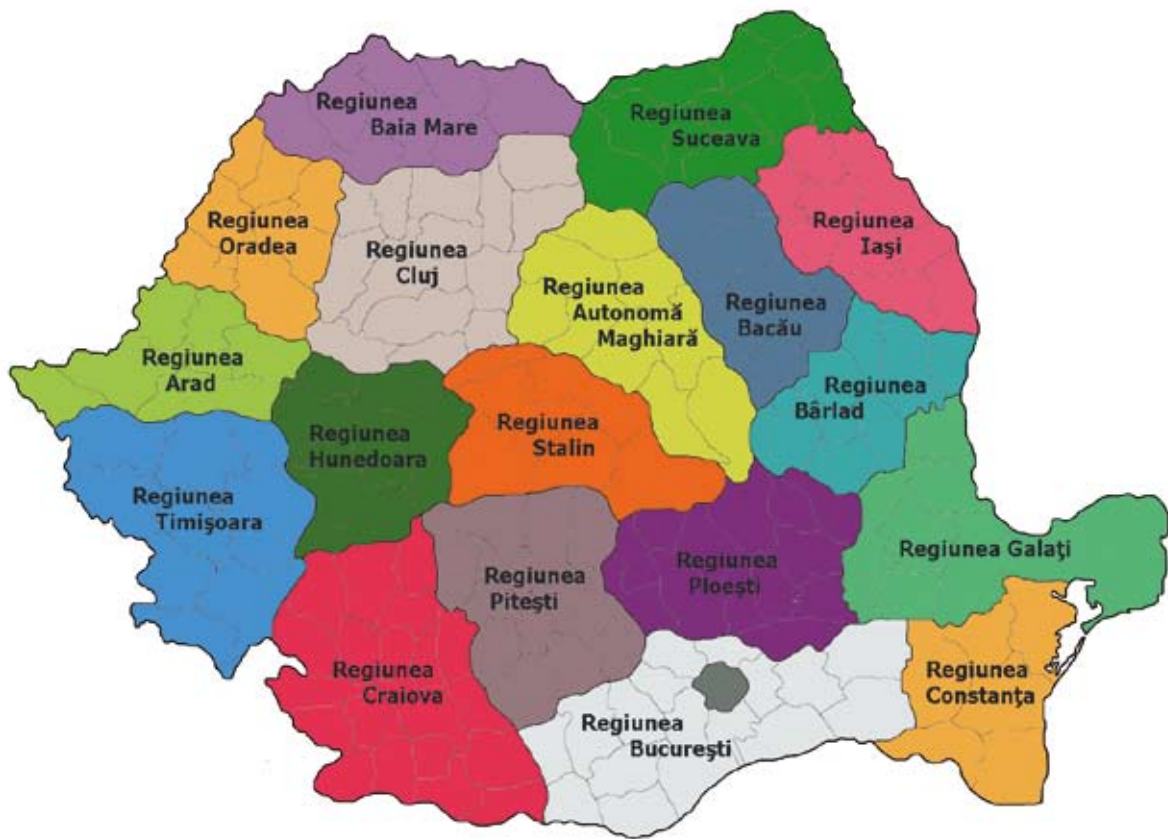 Regiunea
Baia Mare
Regiunea
Suceava
Regiunea
Oradea
Regiunea
Cluj
Regiunea
Iaşi
Regiunea
Autonomă
Maghiară
Regiunea
Bacău
Regiunea
Arad
Regiunea
Bârlad
Regiunea
Hunedoara
Regiunea
Stalin
Regiunea
Timişoara
Regiunea Galaţi
Regiunea
Piteşti
Regiunea
Ploeşti
Regiunea
Craiova
Regiunea
Constanţa
Regiunea
Bucureşti